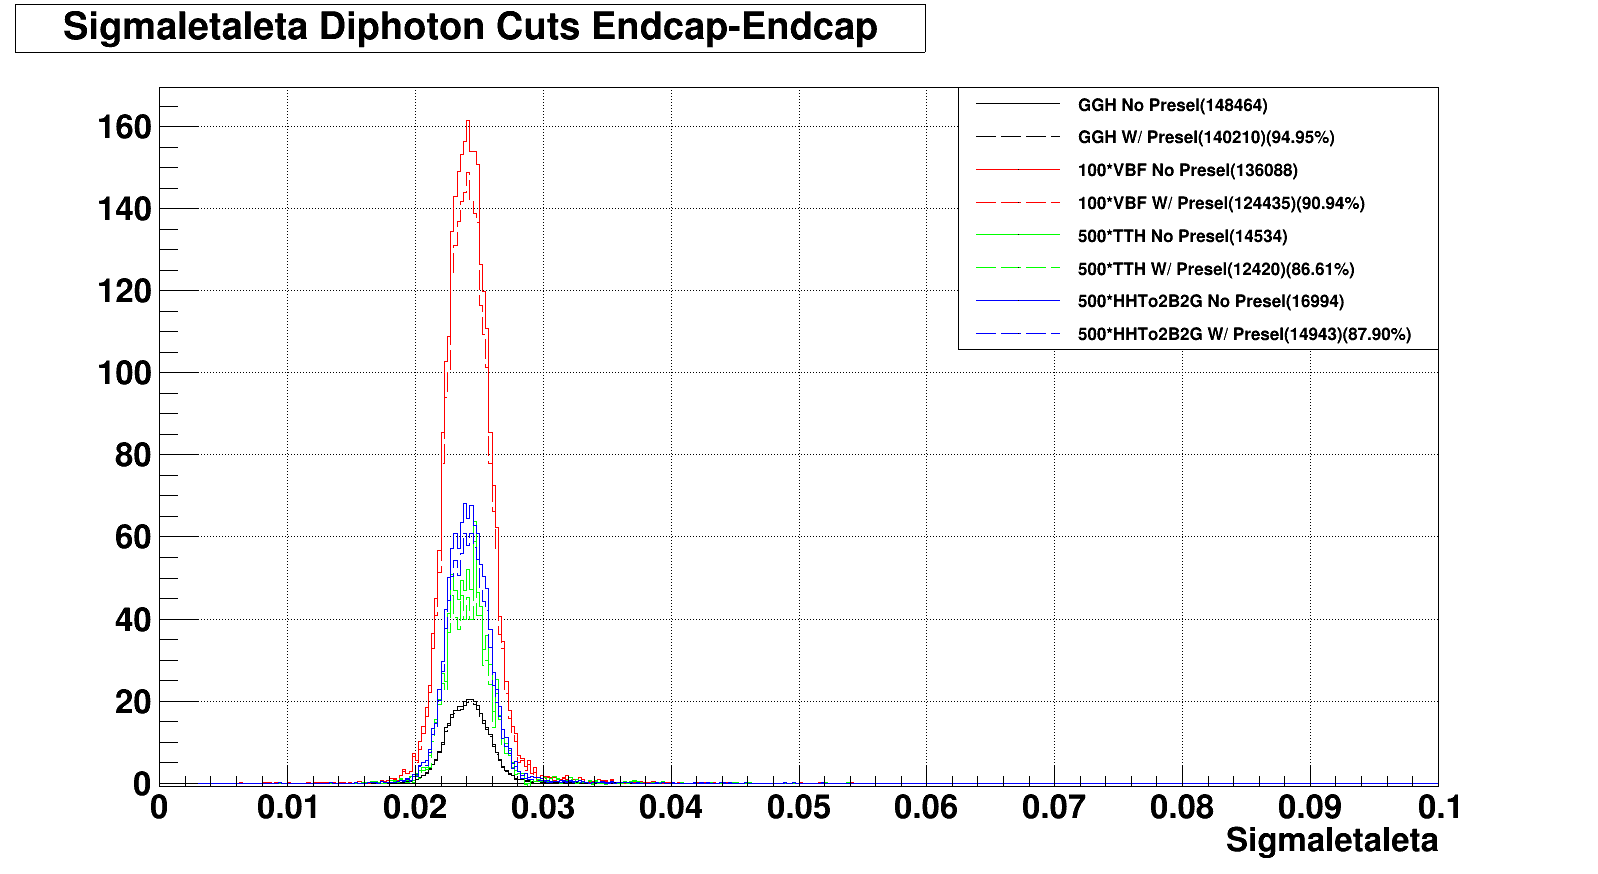 SigmaIetaIeta Diphoton Cuts Endcap-Endcap
GGH No Presel(148464)
GGH W/ Presel(140210)(94.95%)
100*VBF No Presel(136088)
100*VBF W/ Presel(124435)(90.94%)
500*TTH No Presel(14534)
500*TTH W/ Presel(12420)(86.61%)
500*HHTo2B2G No Presel(16994)
500*HHTo2B2G W/ Presel(14943)(87.90%)
160
140
120
100
80
60
40
20
0
0 0.01 0.02 0.03 0.04 0.05 0.06 0.07 0.08 0.09 0.1
SigmaIetaIeta